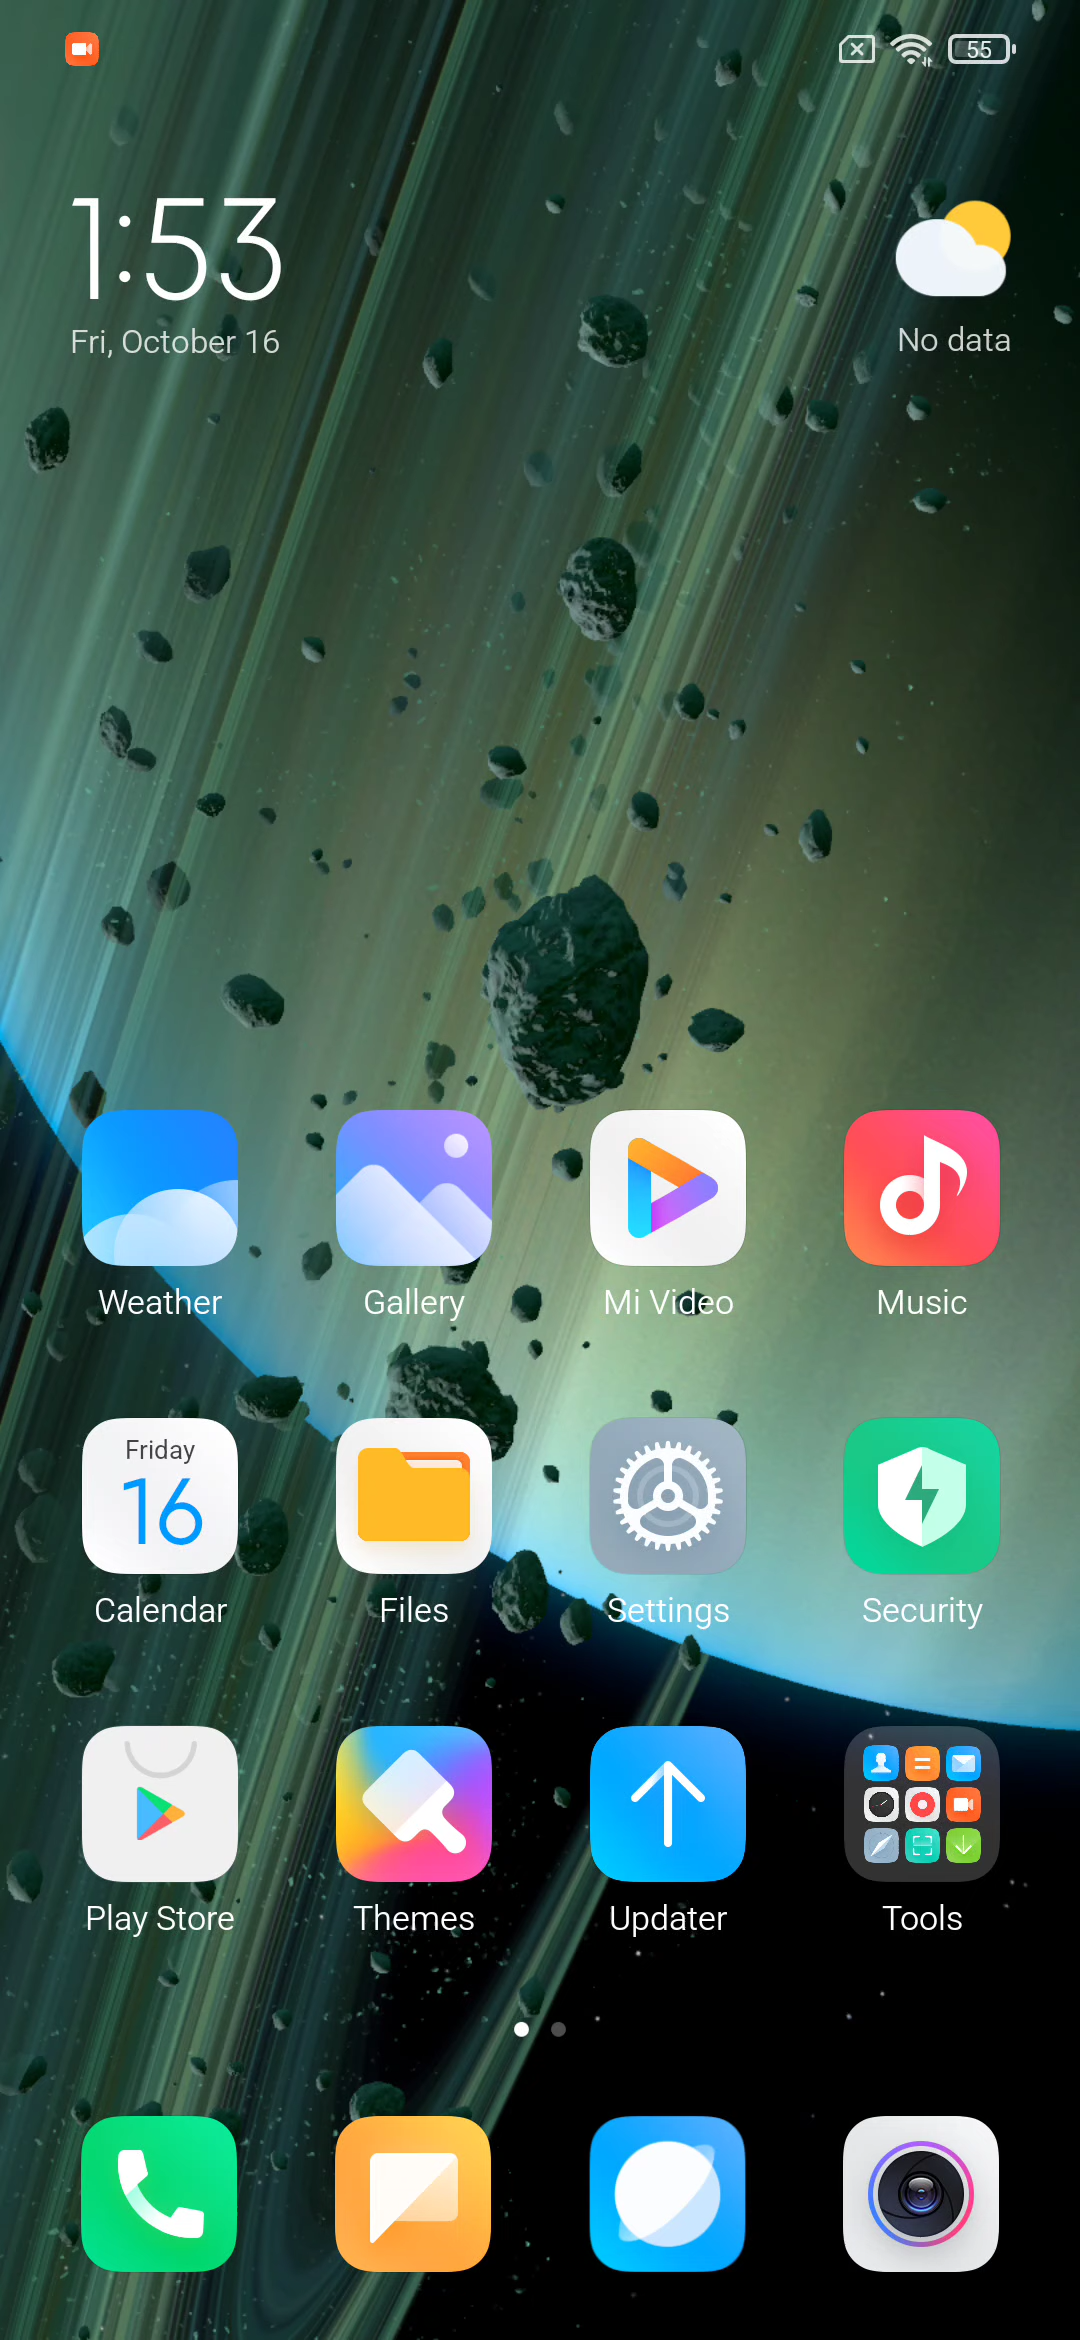 55
1:53
Fri, October 16
No data
Weather
Gallery
Mi Video
Music
Friday
16
Calendar
Files
Settings
Security
Play Store
Themes
Updater
Tools